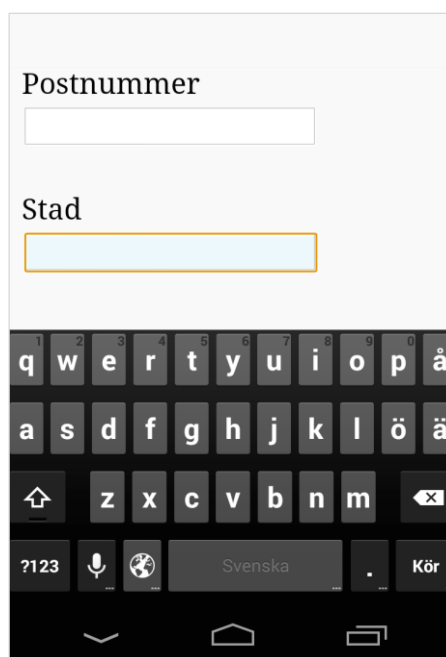 Postnummer
Stad
1 2 3 4 5 6 7 8 9 0
q w e r t y u i o p å
a s d f g h j k l ö ä
z x c v b n m
?123 Svenska . Kör